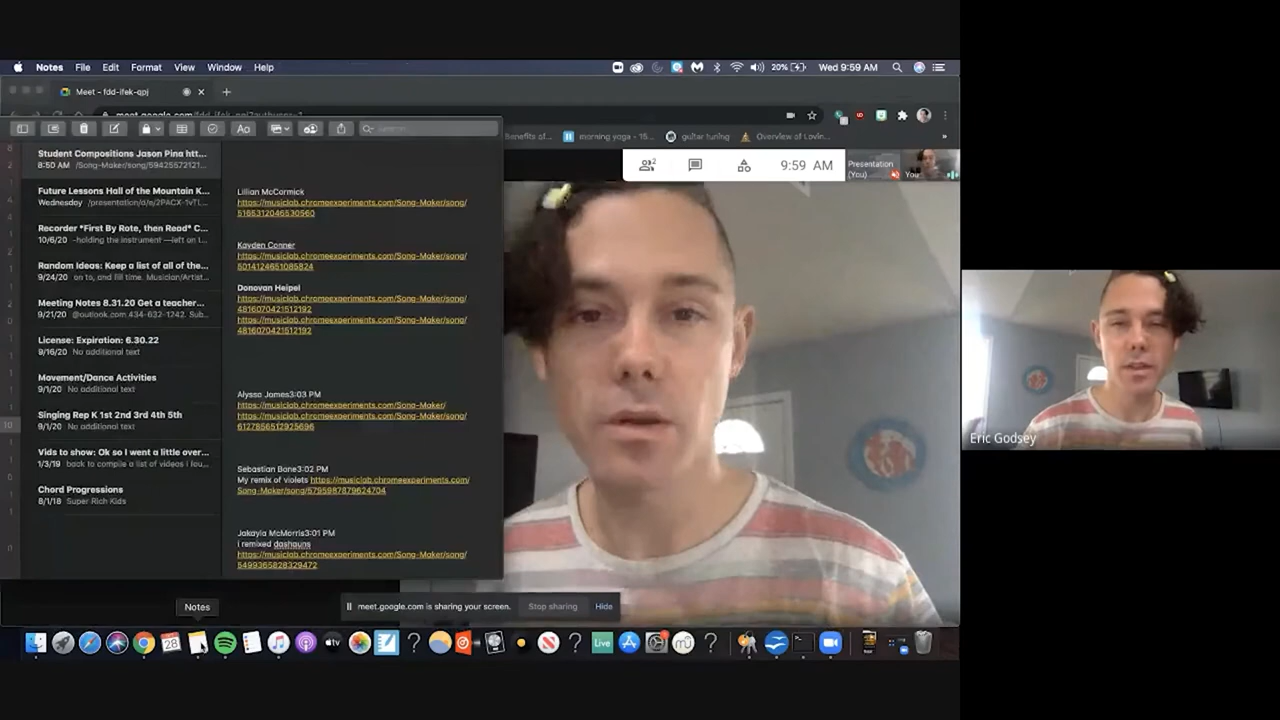 Notes File Edit Format View Window Help
20% Wed 9:59 AM
Meet - fdd-ifek-qpj
morning yoga - 15...
guitar tuning
Overview of Lovin...
9:59 AM
Presentation
(You)
You
Student Compositions Jason Pina htt...
8:50 AM /Song-Maker/song/59425572121...
Future Lessons Hall of the Mountain K...
Wednesday /presentation/d/e/2PACX-1vTI...
Recorder *First By Rote, then Read* C...
10/6/20 -holding the instrument —left on l...
Random Ideas: Keep a list of all of the...
9/24/20 on to, and fill time. Musician/Artist...
Meeting Notes 8.31.20 Get a teacher...
9/21/20 @outlook.com 434-632-1242. Sub...
License: Expiration: 6.30.22
9/16/20 No additional text
Movement/Dance Activities
9/1/20 No additional text
Singing Rep K 1st 2nd 3rd 4th 5th
9/1/20 No additional text
Vids to show: Ok so I went a little over...
1/3/19 back to compile a list of videos I fou...
Chord Progressions
8/1/18 Super Rich Kids
Lillian McCormick
https://musiclab.chromeexperiments.com/Song-Maker/song/
5165312046530560
Kayden Conner
https://musiclab.chromeexperiments.com/Song-Maker/song/
5014124651085824
Donovan Heipel
https://musiclab.chromeexperiments.com/Song-Maker/song/
4816070421512192
https://musiclab.chromeexperiments.com/Song-Maker/song/
4816070421512192
Alyssa James3:03 PM
https://musiclab.chromeexperiments.com/Song-Maker/
https://musiclab.chromeexperiments.com/Song-Maker/song/
6127856512925696
Sebastian Bone3:02 PM
My remix of violets https://musiclab.chromeexperiments.com/
Song-Maker/song/5795987879624704
Jakayla McMorris3:01 PM
i remixed dashauns
https://musiclab.chromeexperiments.com/Song-Maker/song/
5499365828329472
Eric Godsey
Notes
meet.google.com is sharing your screen. Stop sharing Hide
28
Live